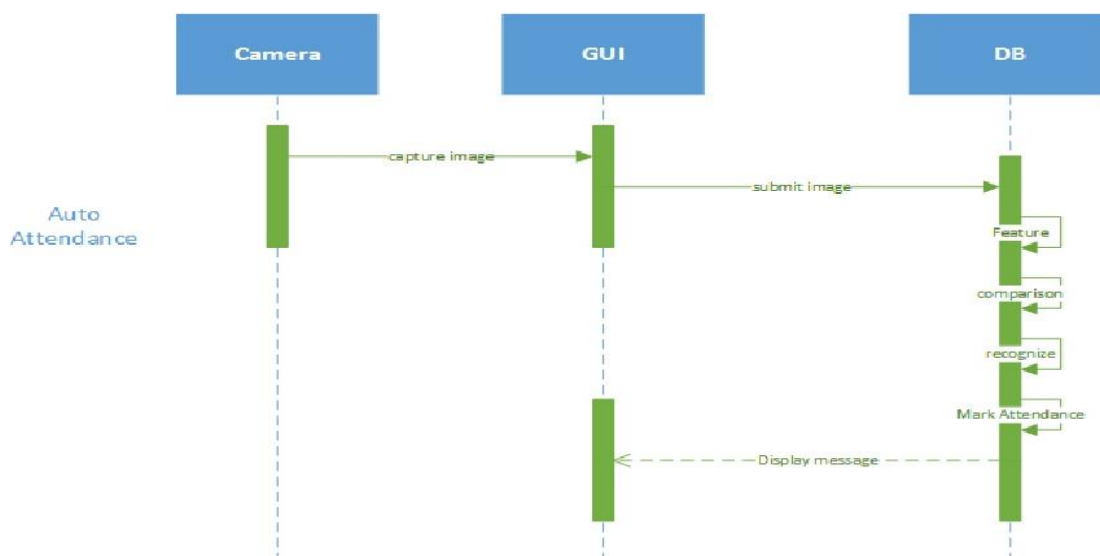 Camera
GUI
DB
capture image
submit image
Auto
Attendance
Feature
comparison
recognize
Mark Attendance
Display message